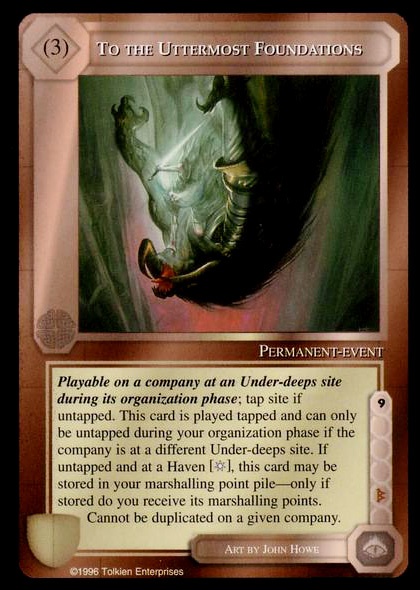 (3)
TO THE UTTERMOST FOUNDATIONS
PERMANENT-EVENT
Playable on a company at an Under-deeps site
during its organization phase; tap site if
untapped. This card is played tapped and can only
be untapped during your organization phase if the
company is at a different Under-deeps site. If
untapped and at a Haven [☼], this card may be
stored in your marshalling point pile—only if
stored do you receive its marshalling points.
Cannot be duplicated on a given company.
9
ART BY JOHN HOWE
©1996 Tolkien Enterprises